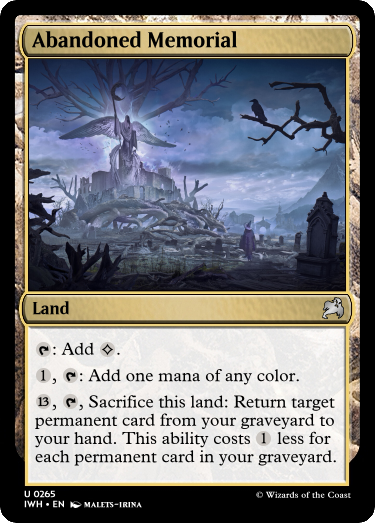 Abandoned Memorial
Land
: Add .
1, : Add one mana of any color.
13, , Sacrifice this land: Return target
permanent card from your graveyard to
your hand. This ability costs 1 less for
each permanent card in your graveyard.
U 0265
IWH • EN MALETS-IRINA
© Wizards of the Coast